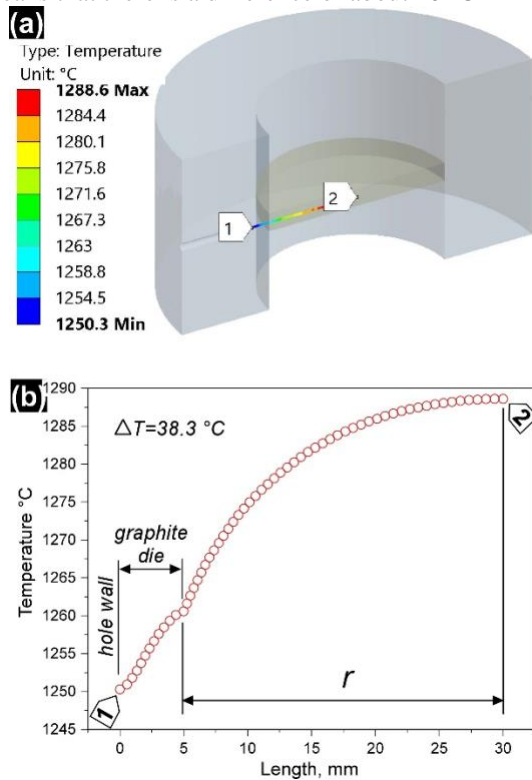 (a)
Type: Temperature
Unit: °C
1288.6 Max
1284.4
1280.1
1275.8
1271.6
1267.3
1263
1258.8
1254.5
1250.3 Min
1
2
(b)
1290
1285
1280
1275
1270
1265
1260
1255
1250
1245
Temperature °C
△T=38.3 °C
graphite
die
hole wall
r
1
2
0 5 10 15 20 25 30
Length, mm